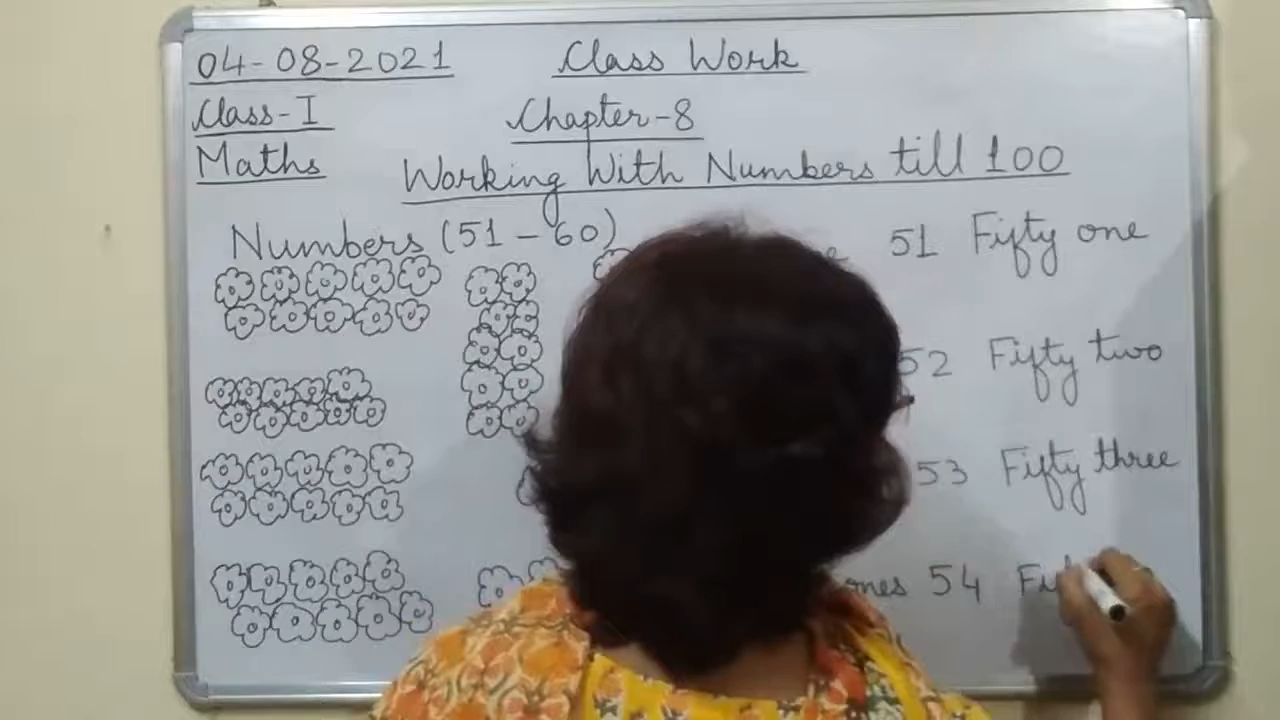 04-08-2021 Class Work
Class-I Chapter-8
Maths Working With Numbers till 100
Numbers (51-60)
51 Fifty one
52 Fifty two
53 Fifty three
ones 54